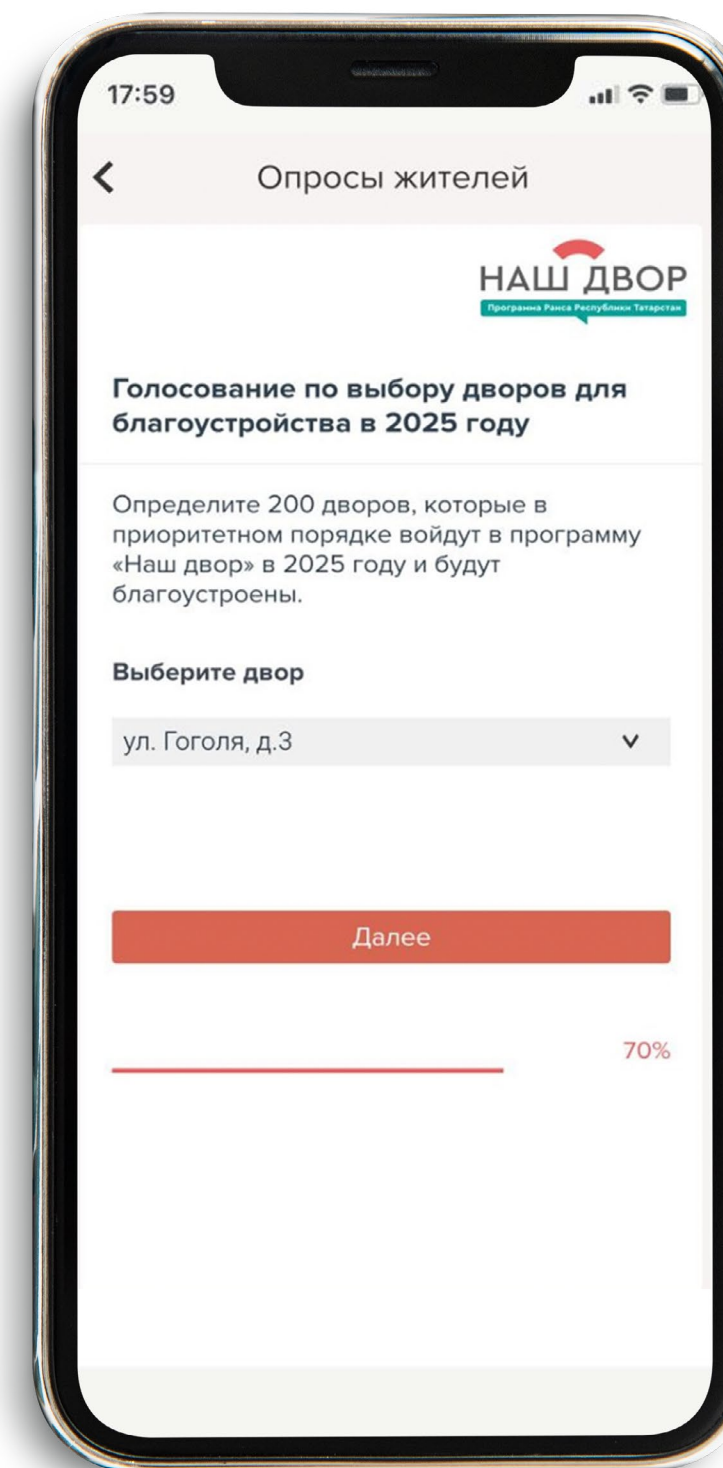 17:59
Опросы жителей
НАШ ДВОР
Программа Раиса Республики Татарстан
Голосование по выбору дворов для
благоустройства в 2025 году
Определите 200 дворов, которые в
приоритетном порядке войдут в программу
«Наш двор» в 2025 году и будут
благоустроены.
Выберите двор
ул. Гоголя, д.3
Далее
70%